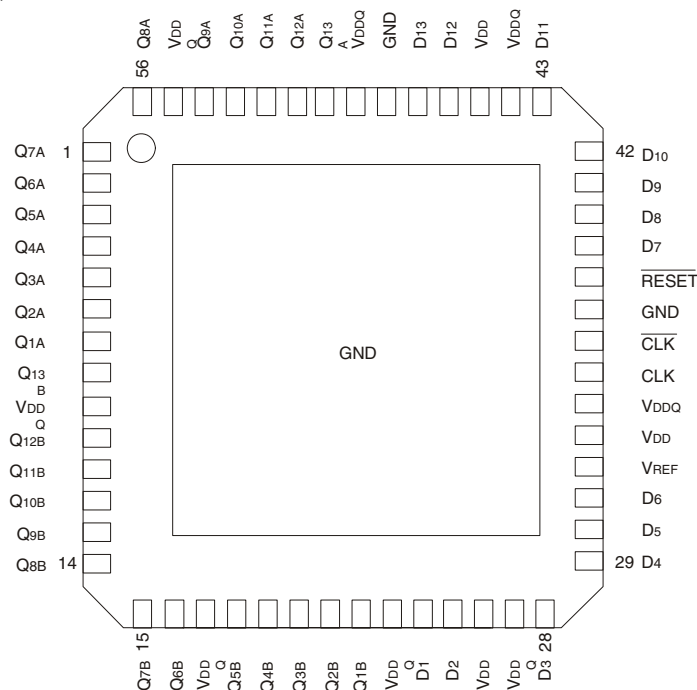 Q8A VDDQ Q9A Q10A Q11A Q12A Q13A VDDQ GND D13 D12 VDD VDDQ D11
56 43
Q7A 1
Q6A
Q5A
Q4A
Q3A
Q2A
Q1A
Q13B
VDDQ
Q12B
Q11B
Q10B
Q9B
Q8B 14
GND
42 D10
D9
D8
D7
RESET
GND
CLK
CLK
VDDQ
VDD
VREF
D6
D5
29 D4
15 28
Q7B Q6B VDDQ Q5B Q4B Q3B Q2B Q1B VDDQ D1 D2 VDD VDDQ D3